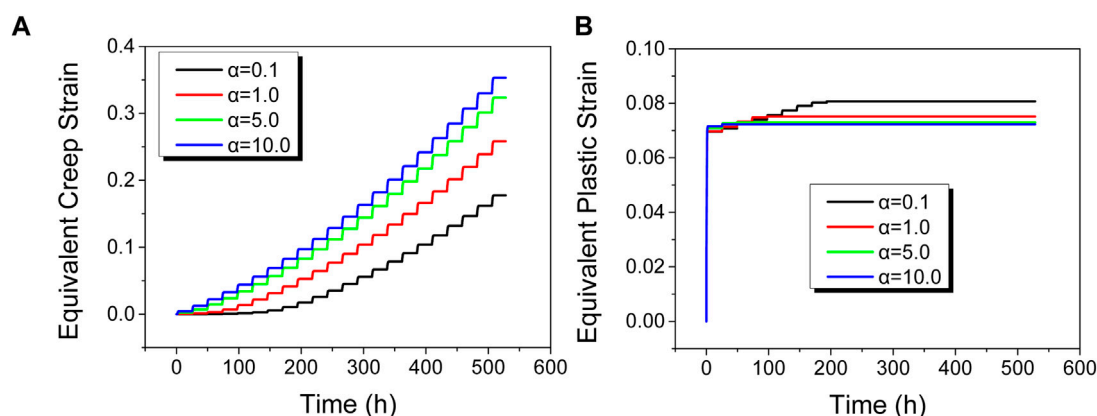 A
Equivalent Creep Strain
0.4
0.3
0.2
0.1
0.0
α=0.1
α=1.0
α=5.0
α=10.0
0 100 200 300 400 500 600
Time (h)
B
Equivalent Plastic Strain
0.10
0.08
0.06
0.04
0.02
0.00
α=0.1
α=1.0
α=5.0
α=10.0
0 100 200 300 400 500 600
Time (h)